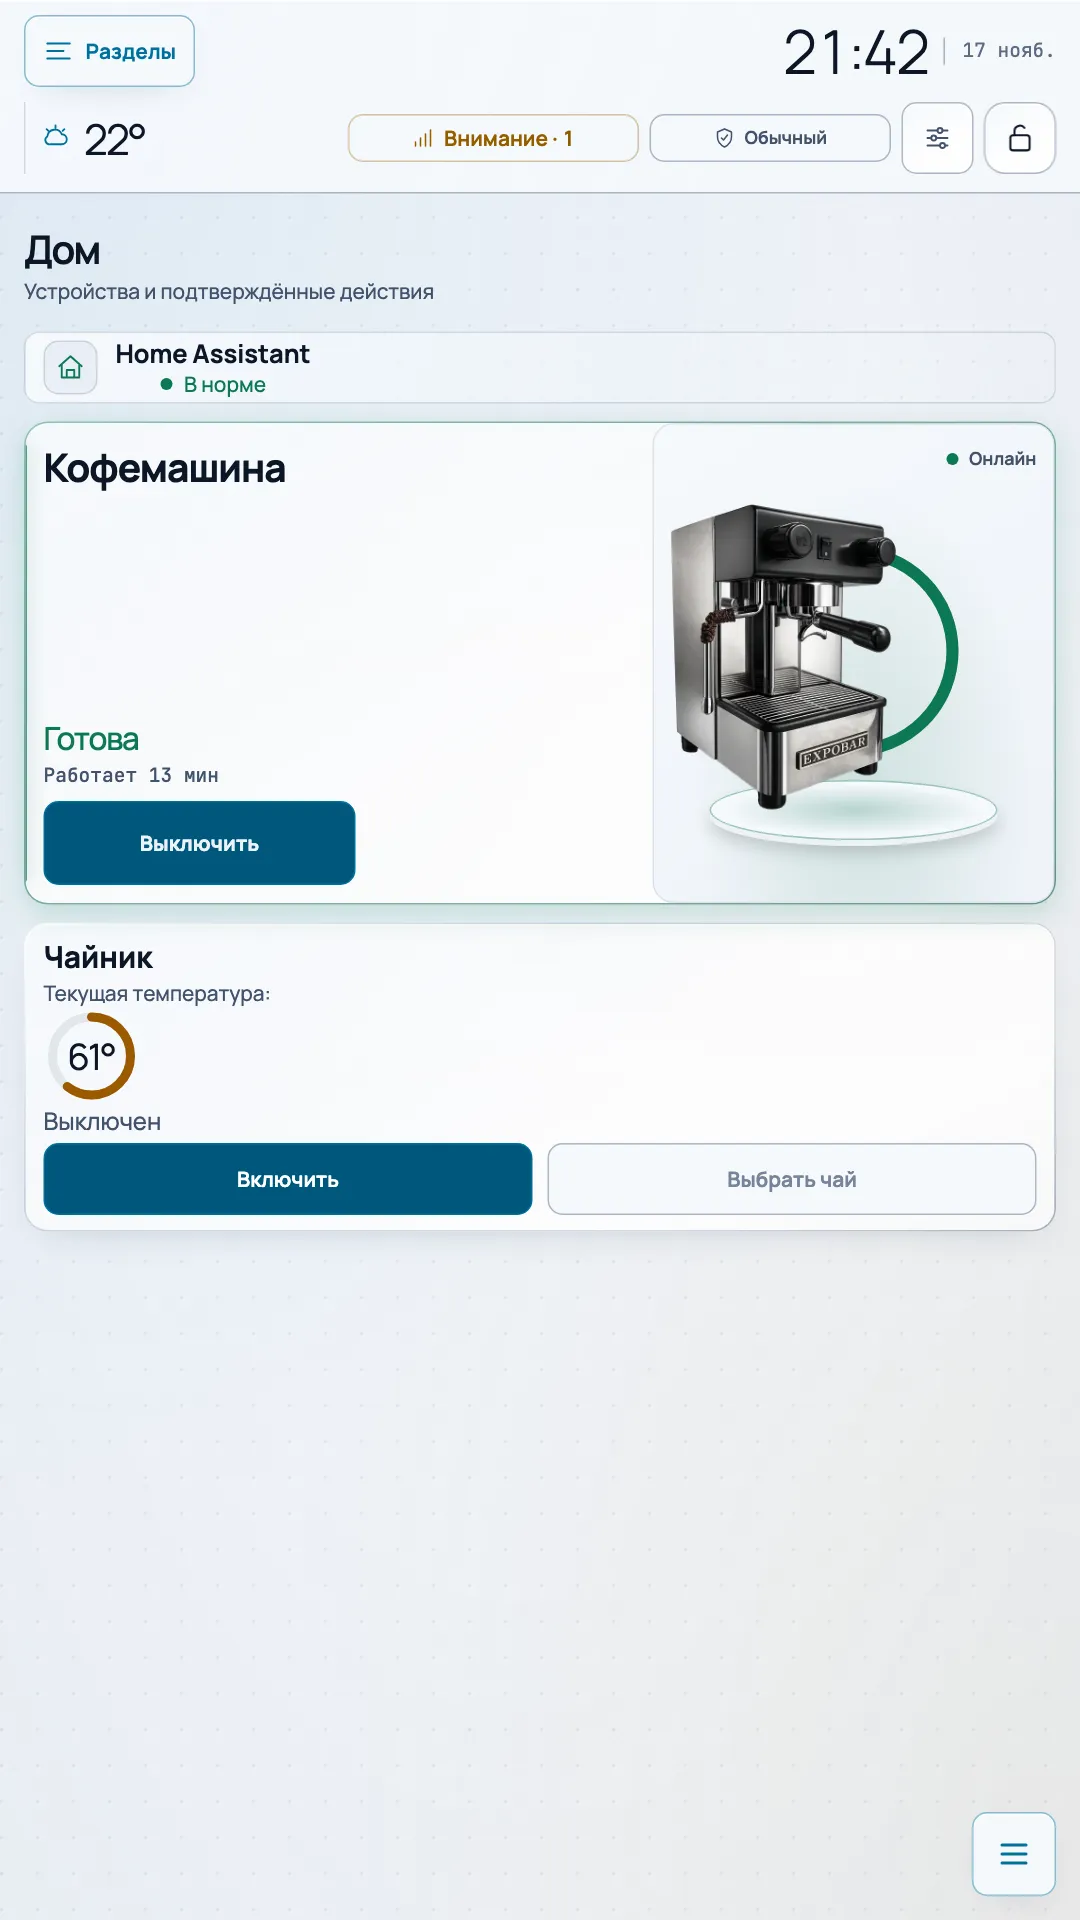 Разделы
21:42
17 нояб.
22°
Внимание · 1
Обычный
Дом
Устройства и подтверждённые действия
Home Assistant
В норме
Кофемашина
Онлайн
EXPOBAR
Готова
Работает 13 мин
Выключить
Чайник
Текущая температура:
61°
Выключен
Включить
Выбрать чай